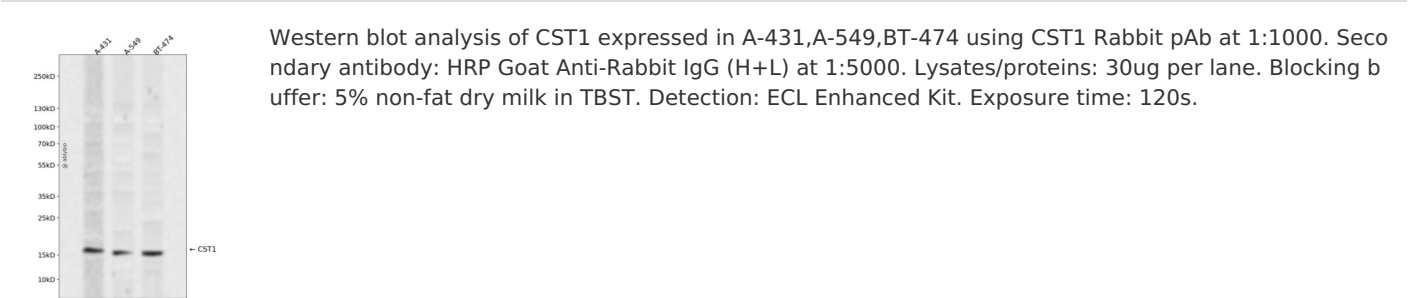 A-431 A-549 BT-474
250kD
130kD
100kD
70kD
55kD
35kD
25kD
15kD
10kD
← CST1
Western blot analysis of CST1 expressed in A-431,A-549,BT-474 using CST1 Rabbit pAb at 1:1000. Seco
ndary antibody: HRP Goat Anti-Rabbit IgG (H+L) at 1:5000. Lysates/proteins: 30ug per lane. Blocking b
uffer: 5% non-fat dry milk in TBST. Detection: ECL Enhanced Kit. Exposure time: 120s.